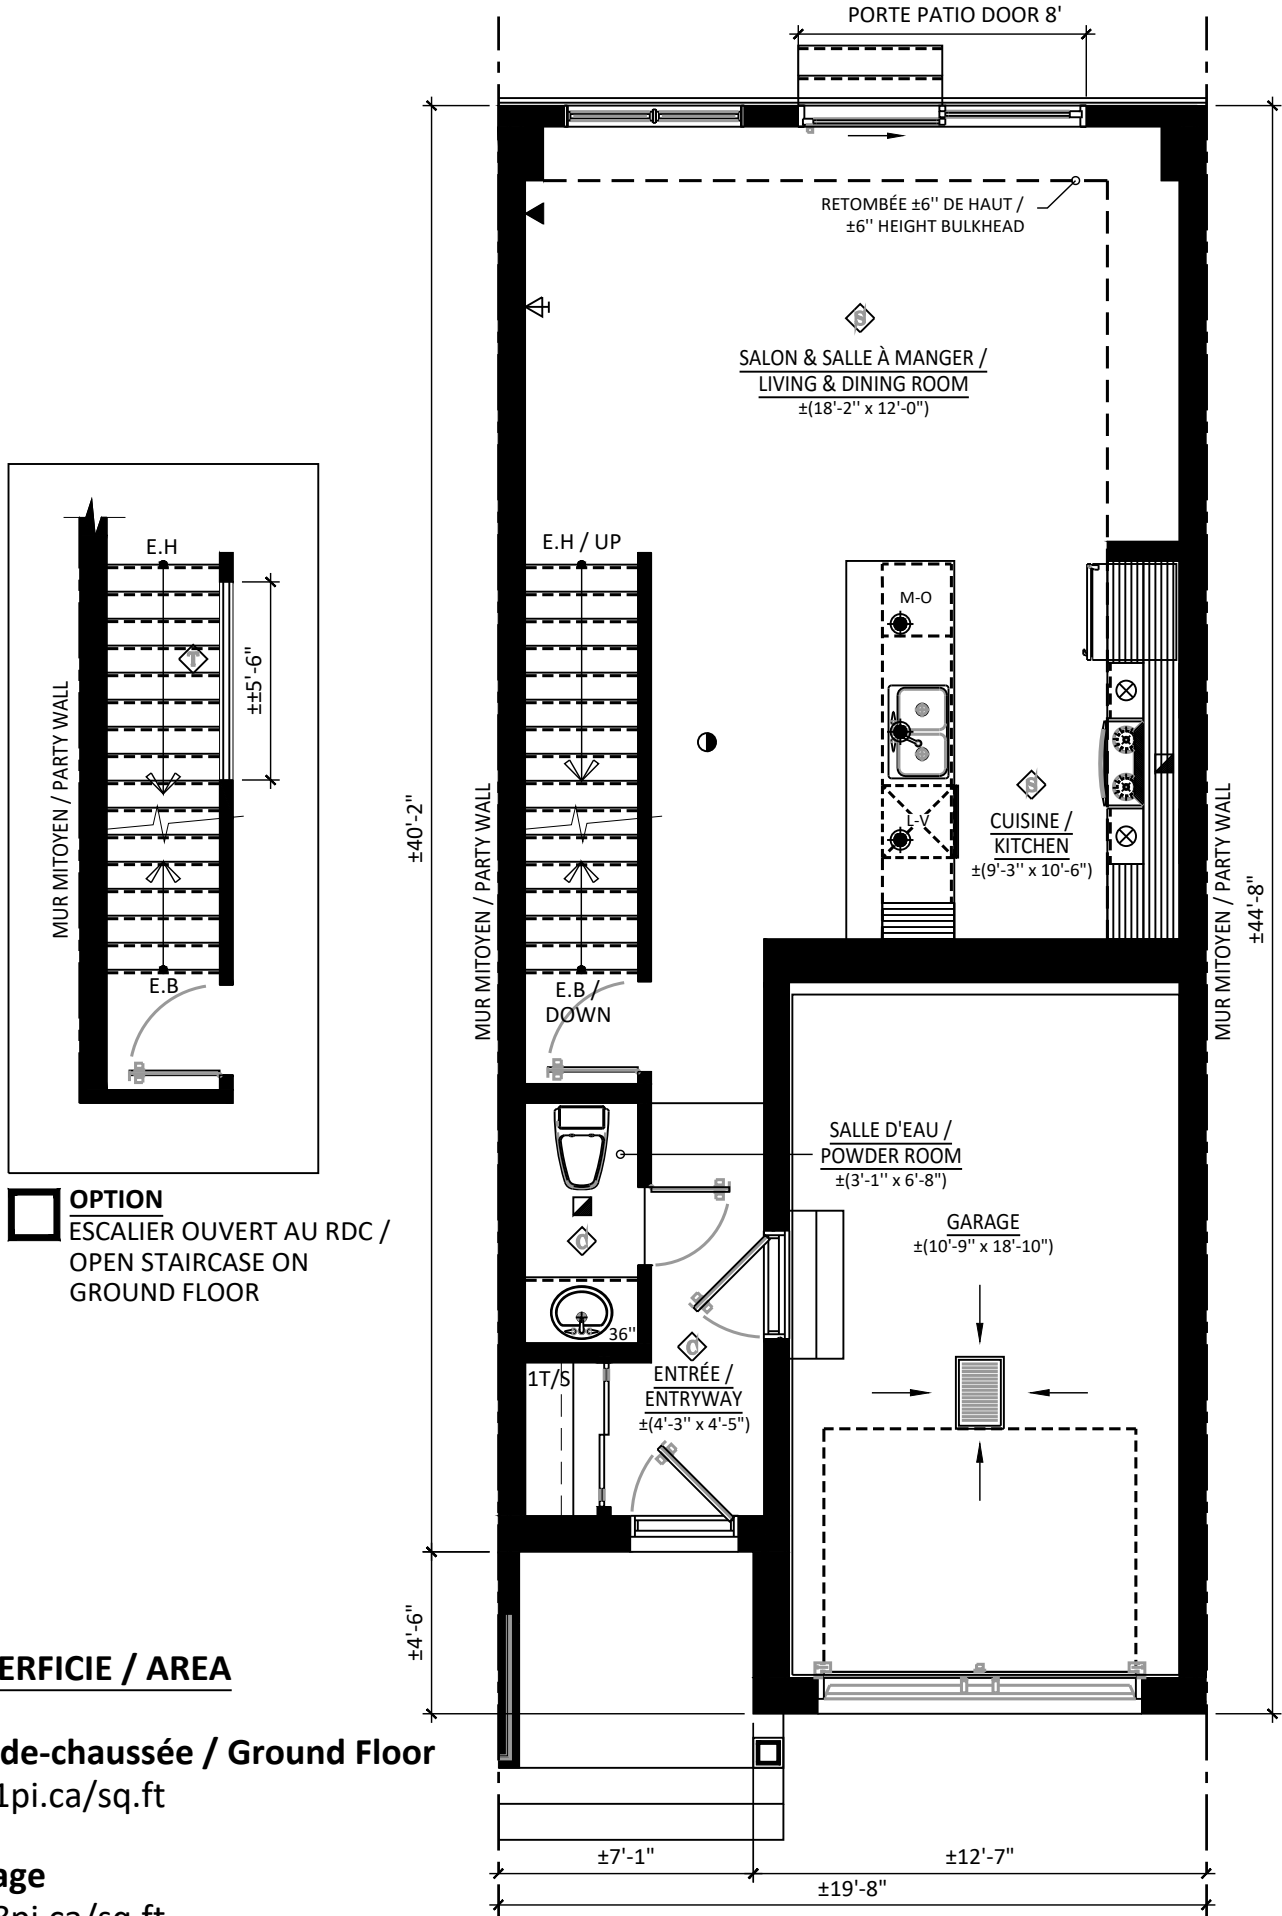 PORTE PATIO DOOR 8'
RETOMBÉE ±6'' DE HAUT /
±6'' HEIGHT BULKHEAD
S
SALON & SALLE À MANGER /
LIVING & DINING ROOM
±(18'-2'' x 12'-0")
E.H
T
±±5'-6"
MUR MITOYEN / PARTY WALL
E.B
OPTION
ESCALIER OUVERT AU RDC /
OPEN STAIRCASE ON
GROUND FLOOR
±40'-2"
MUR MITOYEN / PARTY WALL
E.H / UP
M-O
L-V
S
CUISINE /
KITCHEN
±(9'-3'' x 10'-6")
MUR MITOYEN / PARTY WALL
±44'-8"
E.B /
DOWN
SALLE D'EAU /
POWDER ROOM
±(3'-1" x 6'-8")
GARAGE
±(10'-9'' x 18'-10")
36''
1T/S
ENTRÉE /
ENTRYWAY
±(4'-3'' x 4'-5")
±4'-6"
ERFICIE / AREA
de-chaussée / Ground Floor
1pi.ca/sq.ft
age
pi.ca/sq.ft
±7'-1"
±12'-7"
±19'-8"